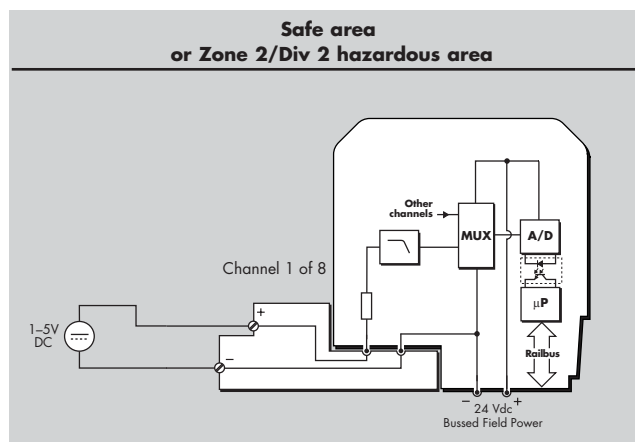 Safe area
or Zone 2/Div 2 hazardous area
Other
channels
MUX
A/D
Channel 1 of 8
µP
+
1–5V
DC
Railbus
–
– 24 Vdc +
Bussed Field Power